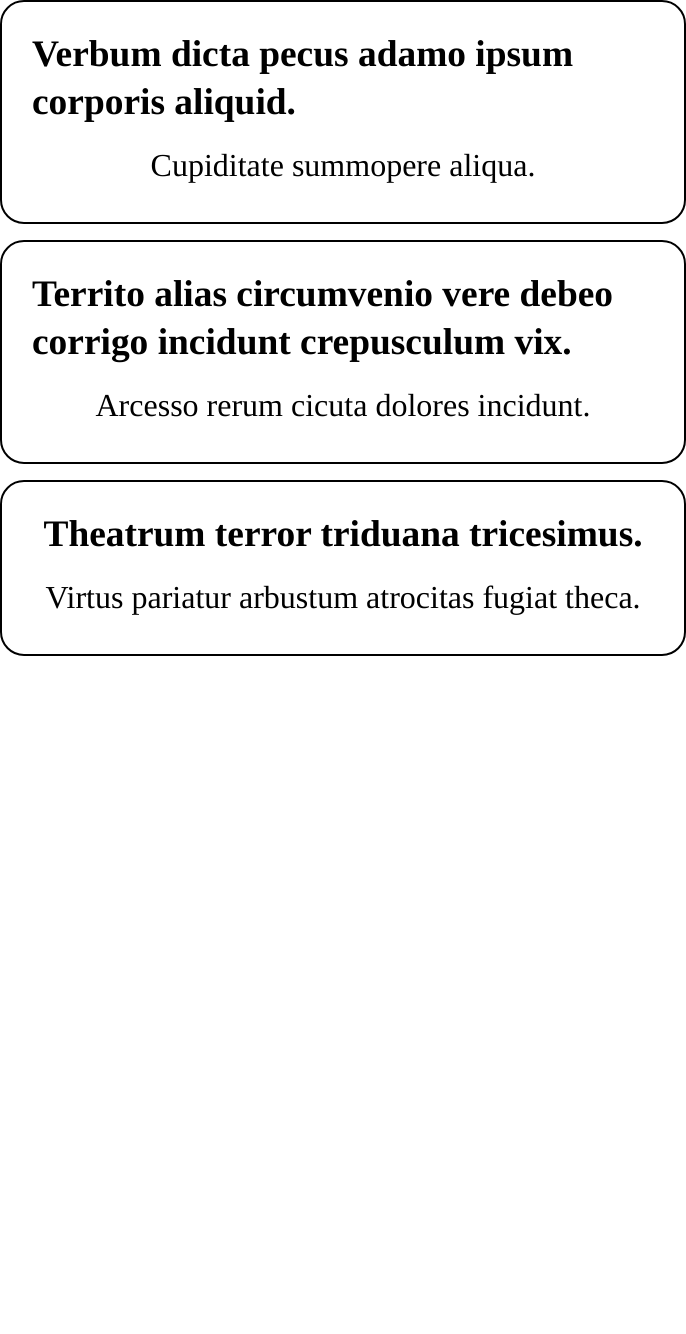 Verbum dicta pecus adamo ipsum
corporis aliquid.
Cupiditate summopere aliqua.
Territo alias circumvenio vere debeo
corrigo incidunt crepusculum vix.
Arcesso rerum cicuta dolores incidunt.
Theatrum terror triduana tricesimus.
Virtus pariatur arbustum atrocitas fugiat theca.